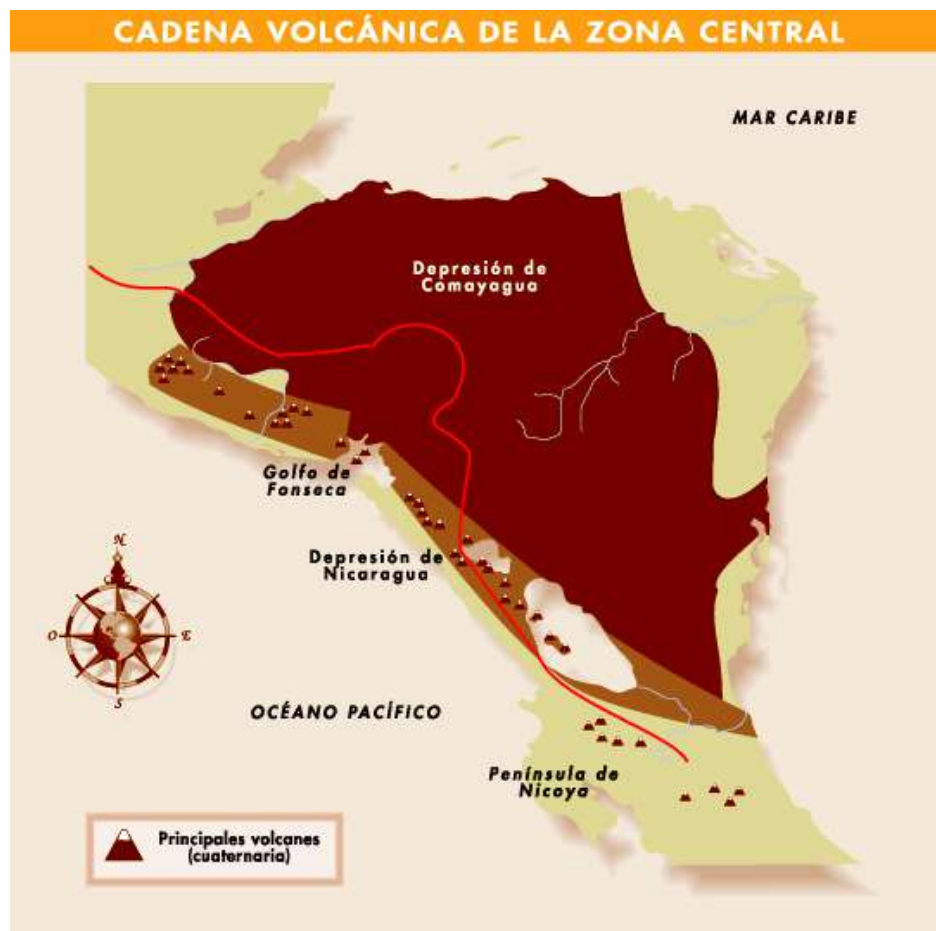 CADENA VOLCÁNICA DE LA ZONA CENTRAL
MAR CARIBE
Depresión de
Comayagua
Golfo de
Fonseca
Depresión de
Nicaragua
N
O
E
S
OCÉANO PACÍFICO
Península de
Nicoya
Principales volcanes
(cuaternaria)